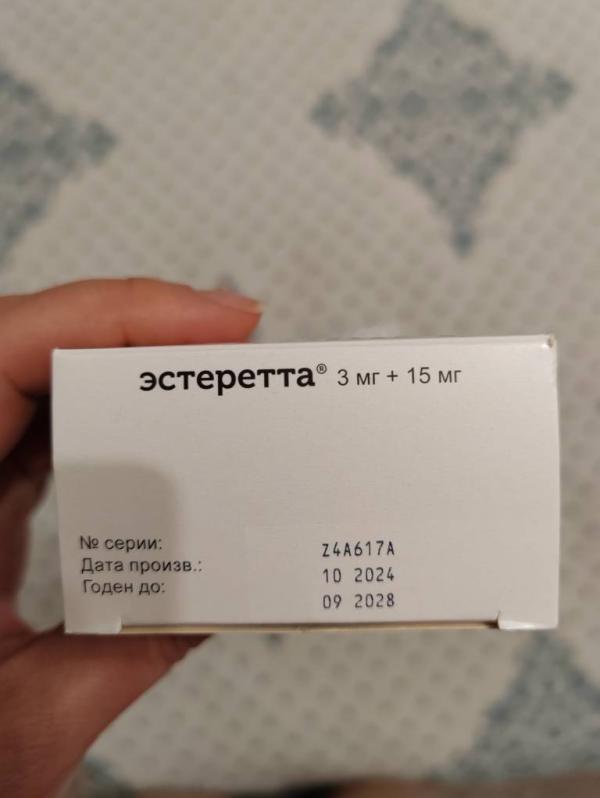 эстеретта® 3 мг + 15 мг
№ серии: Z4A617A
Дата произв.: 10 2024
Годен до: 09 2028